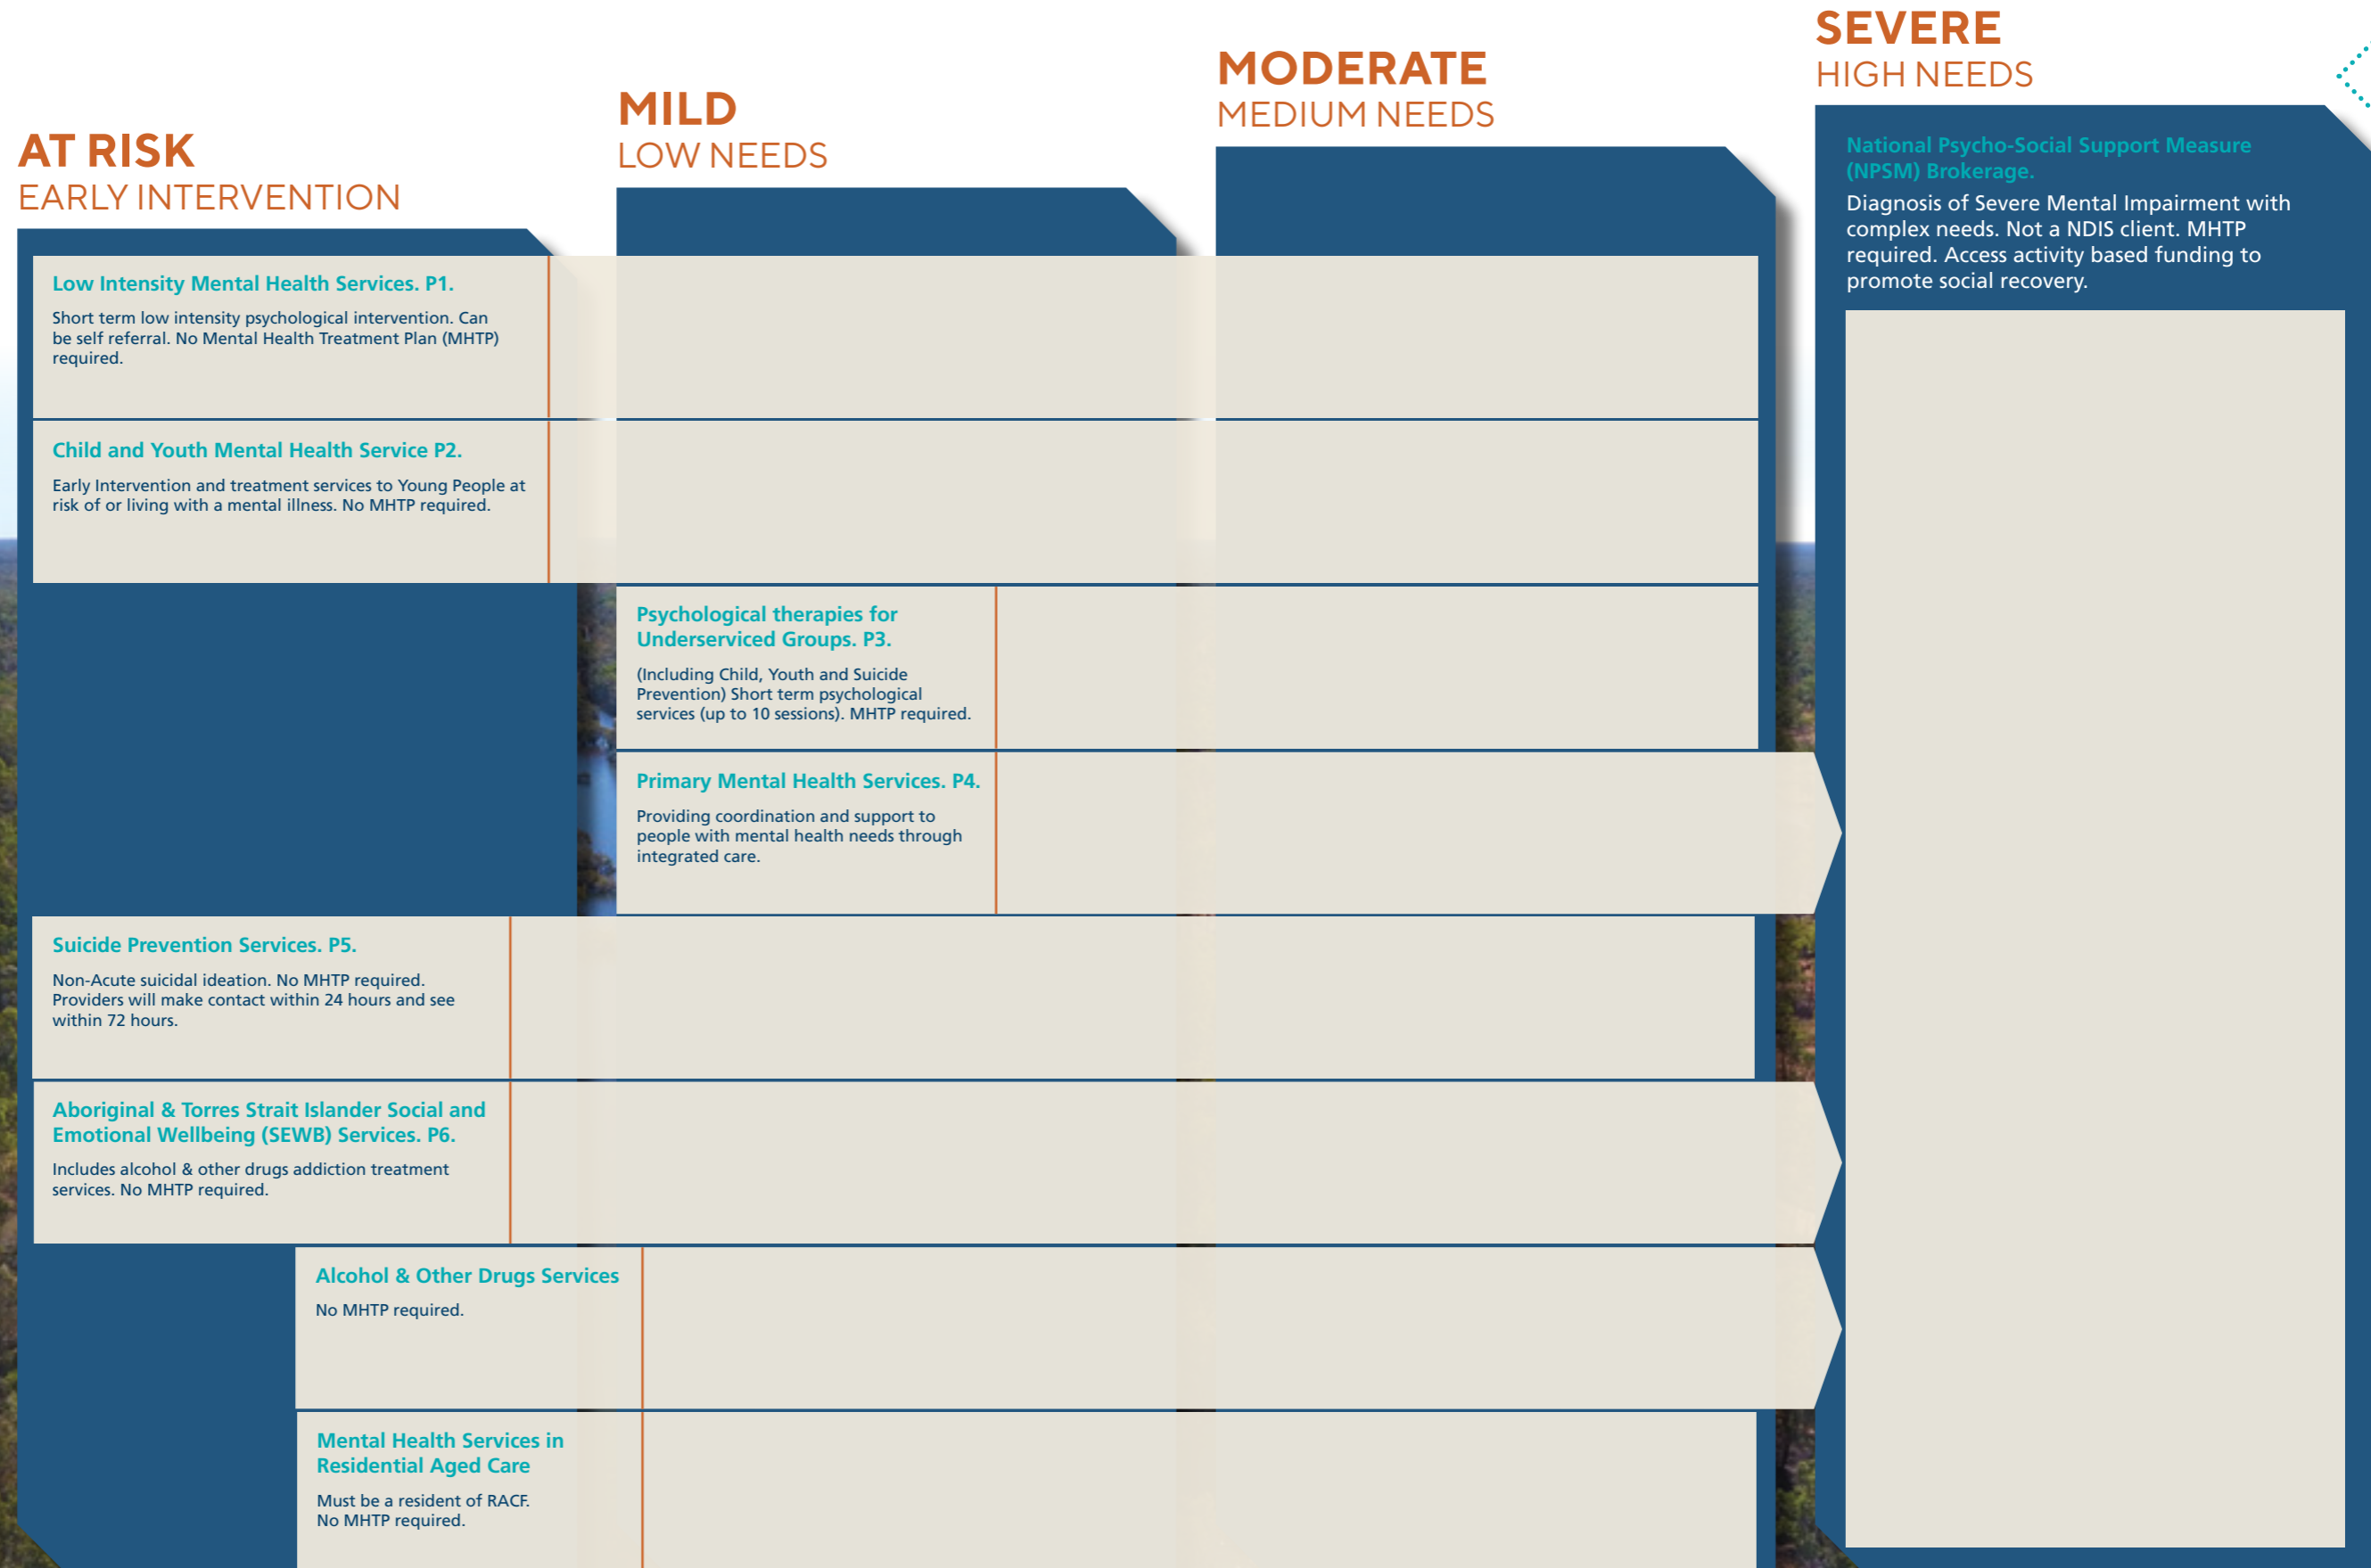 AT RISK
EARLY INTERVENTION
MILD
LOW NEEDS
MODERATE
MEDIUM NEEDS
SEVERE
HIGH NEEDS
National Psycho-Social Support Measure
(NPSM) Brokerage.
Diagnosis of Severe Mental Impairment with
complex needs. Not a NDIS client. MHTP
required. Access activity based funding to
promote social recovery.
Low Intensity Mental Health Services. P1.
Short term low intensity psychological intervention. Can
be self referral. No Mental Health Treatment Plan (MHTP)
required.
Child and Youth Mental Health Service P2.
Early Intervention and treatment services to Young People at
risk of or living with a mental illness. No MHTP required.
Psychological therapies for
Underserviced Groups. P3.
(Including Child, Youth and Suicide
Prevention) Short term psychological
services (up to 10 sessions). MHTP required.
Primary Mental Health Services. P4.
Providing coordination and support to
people with mental health needs through
integrated care.
Suicide Prevention Services. P5.
Non-Acute suicidal ideation. No MHTP required.
Providers will make contact within 24 hours and see
within 72 hours.
Aboriginal & Torres Strait Islander Social and
Emotional Wellbeing (SEWB) Services. P6.
Includes alcohol & other drugs addiction treatment
services. No MHTP required.
Alcohol & Other Drugs Services
No MHTP required.
Mental Health Services in
Residential Aged Care
Must be a resident of RACF.
No MHTP required.